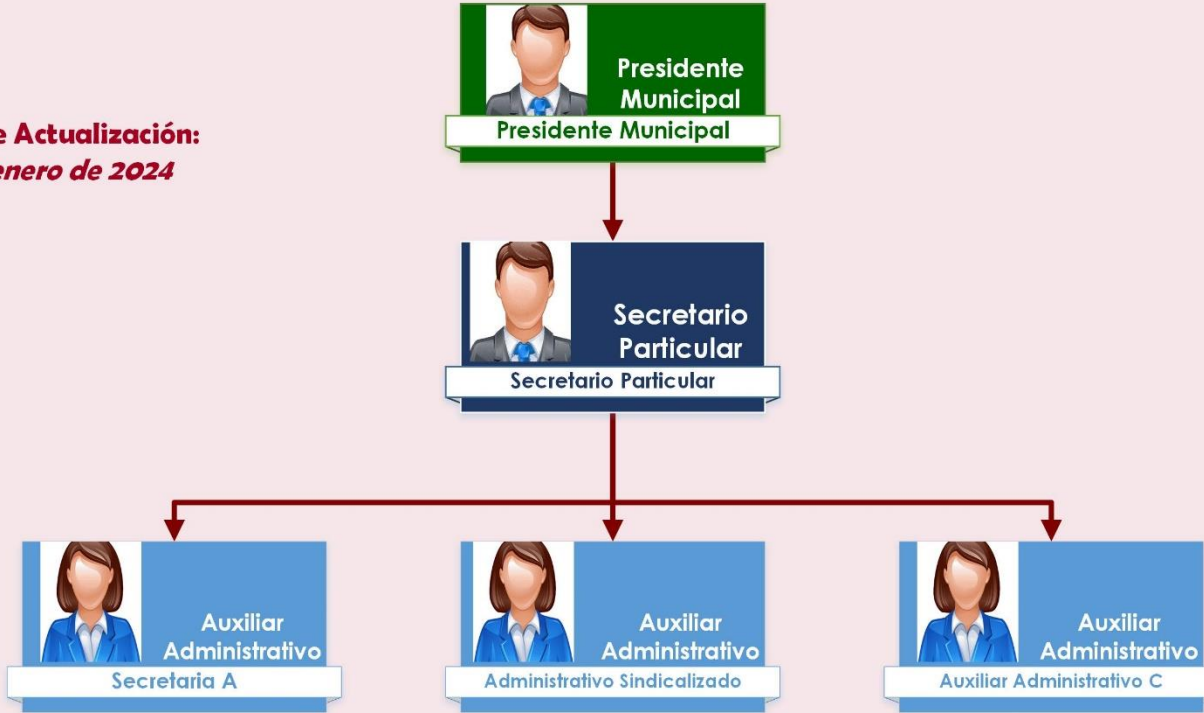 Presidente
Municipal
Presidente Municipal
e Actualización:
enero de 2024
Secretario
Particular
Secretario Particular
Auxiliar
Administrativo
Secretaria A
Auxiliar
Administrativo
Administrativo Sindicalizado
Auxiliar
Administrativo
Auxiliar Administrativo C